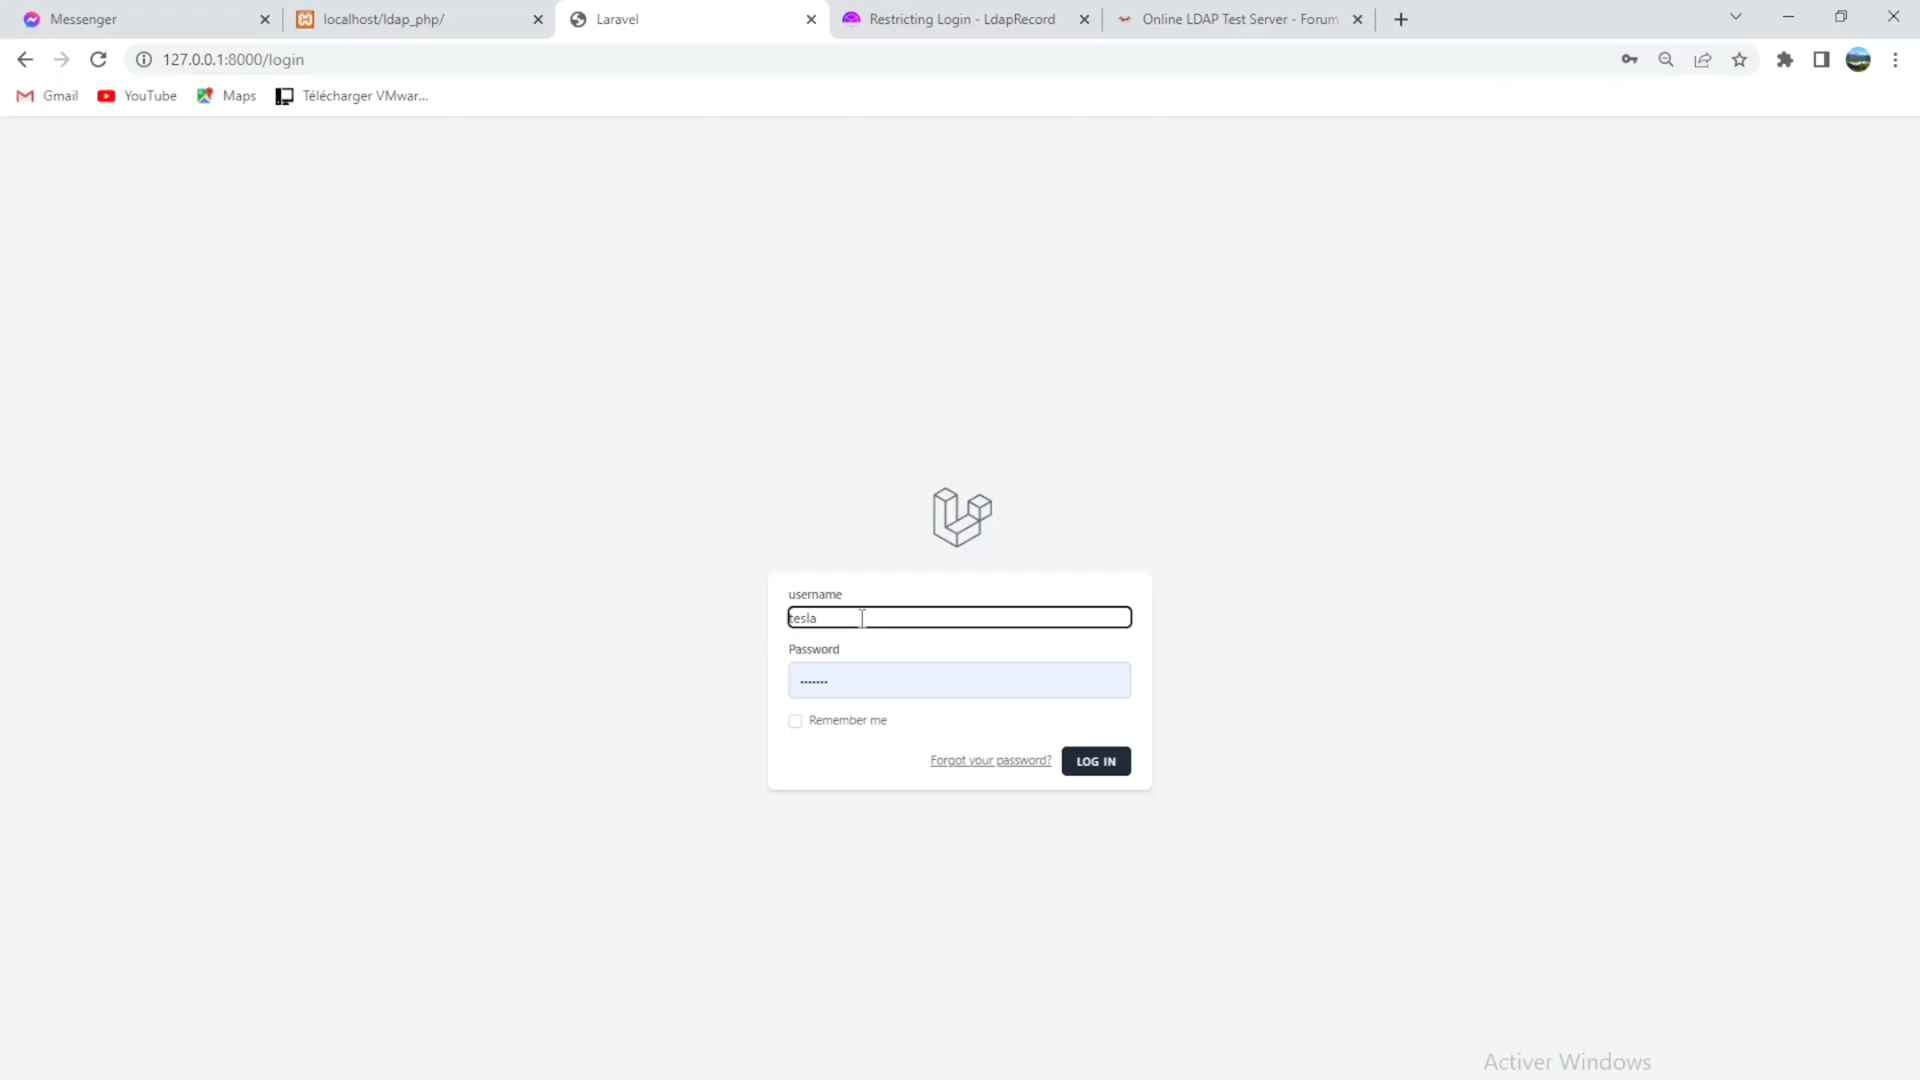 Messenger
localhost/ldap_php/
Laravel
Restricting Login - LdapRecord
Online LDAP Test Server - Forum
127.0.0.1:8000/login
Gmail
YouTube
Maps
Télécharger VMwar...
username
tesla
Password
•••••••
Remember me
Forgot your password?
LOG IN
Activer Windows